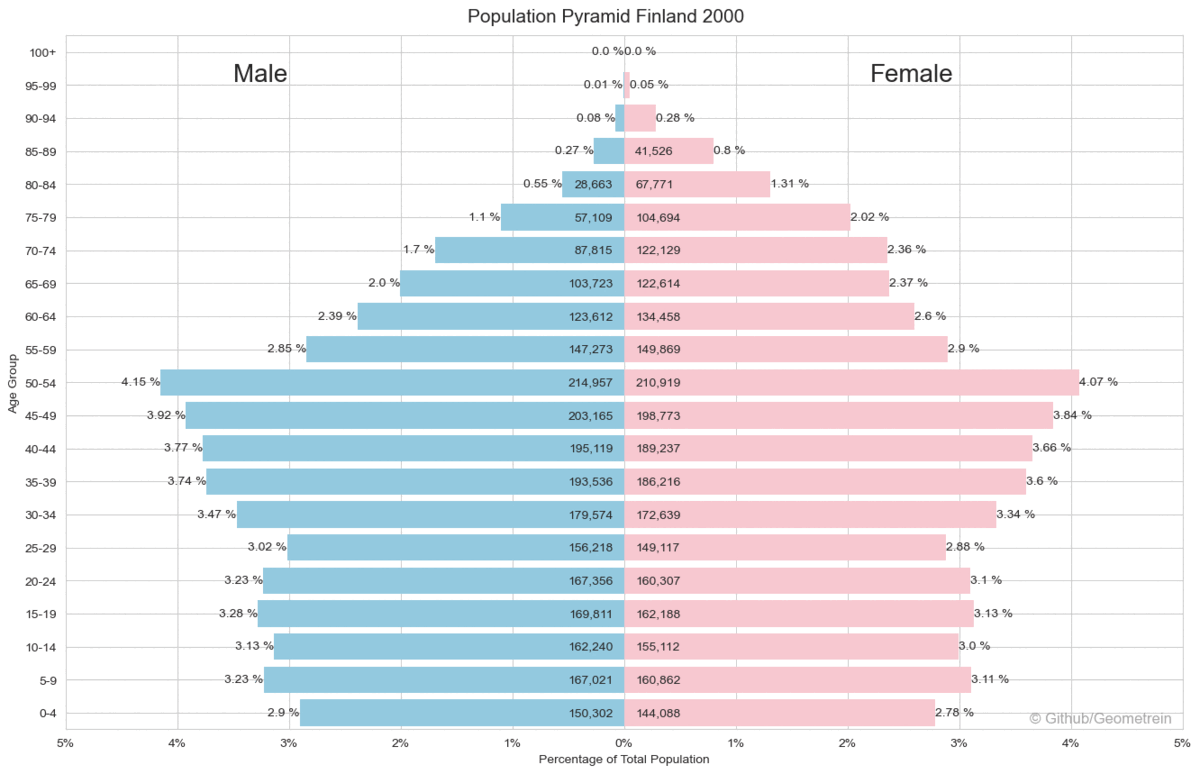 Population Pyramid Finland 2000
Male
Female
Age Group
100+ 0.0 % 0.0 %
95-99 0.01 % 0.05 %
90-94 0.08 % 0.28 %
85-89 0.27 % 41,526 0.8 %
80-84 0.55 % 28,663 67,771 1.31 %
75-79 1.1 % 57,109 104,694 2.02 %
70-74 1.7 % 87,815 122,129 2.36 %
65-69 2.0 % 103,723 122,614 2.37 %
60-64 2.39 % 123,612 134,458 2.6 %
55-59 2.85 % 147,273 149,869 2.9 %
50-54 4.15 % 214,957 210,919 4.07 %
45-49 3.92 % 203,165 198,773 3.84 %
40-44 3.77 % 195,119 189,237 3.66 %
35-39 3.74 % 193,536 186,216 3.6 %
30-34 3.47 % 179,574 172,639 3.34 %
25-29 3.02 % 156,218 149,117 2.88 %
20-24 3.23 % 167,356 160,307 3.1 %
15-19 3.28 % 169,811 162,188 3.13 %
10-14 3.13 % 162,240 155,112 3.0 %
5-9 3.23 % 167,021 160,862 3.11 %
0-4 2.9 % 150,302 144,088 2.78 %
© Github/Geometrein
5% 4% 3% 2% 1% 0% 1% 2% 3% 4% 5%
Percentage of Total Population